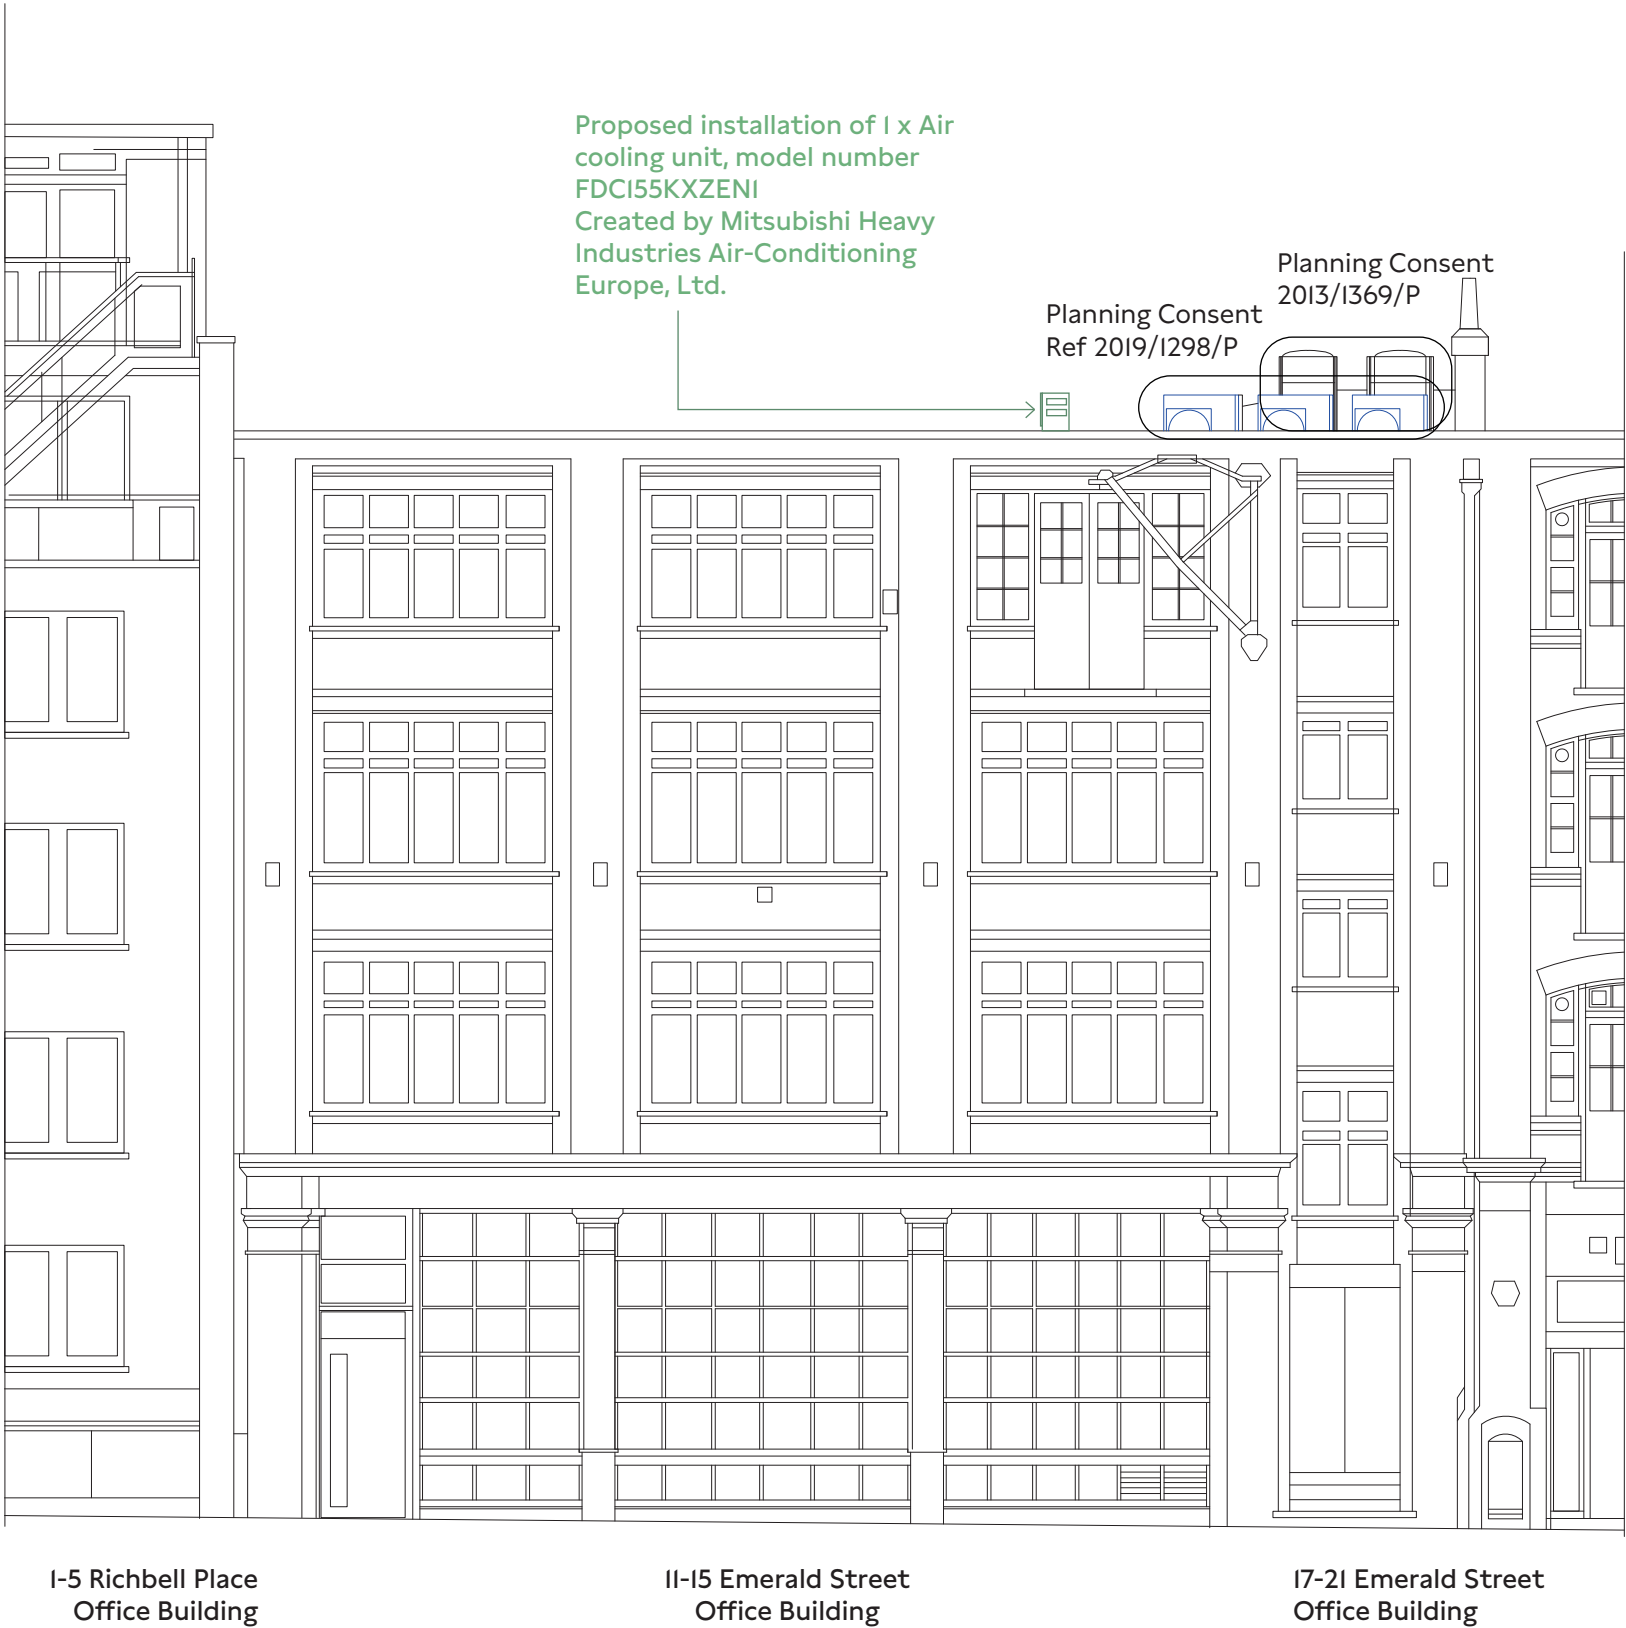 Proposed installation of 1 x Air
cooling unit, model number
FDC155KXZEN1
Created by Mitsubishi Heavy
Industries Air-Conditioning
Europe, Ltd.
Planning Consent
2013/1369/P
Planning Consent
Ref 2019/1298/P
1-5 Richbell Place
Office Building
11-15 Emerald Street
Office Building
17-21 Emerald Street
Office Building